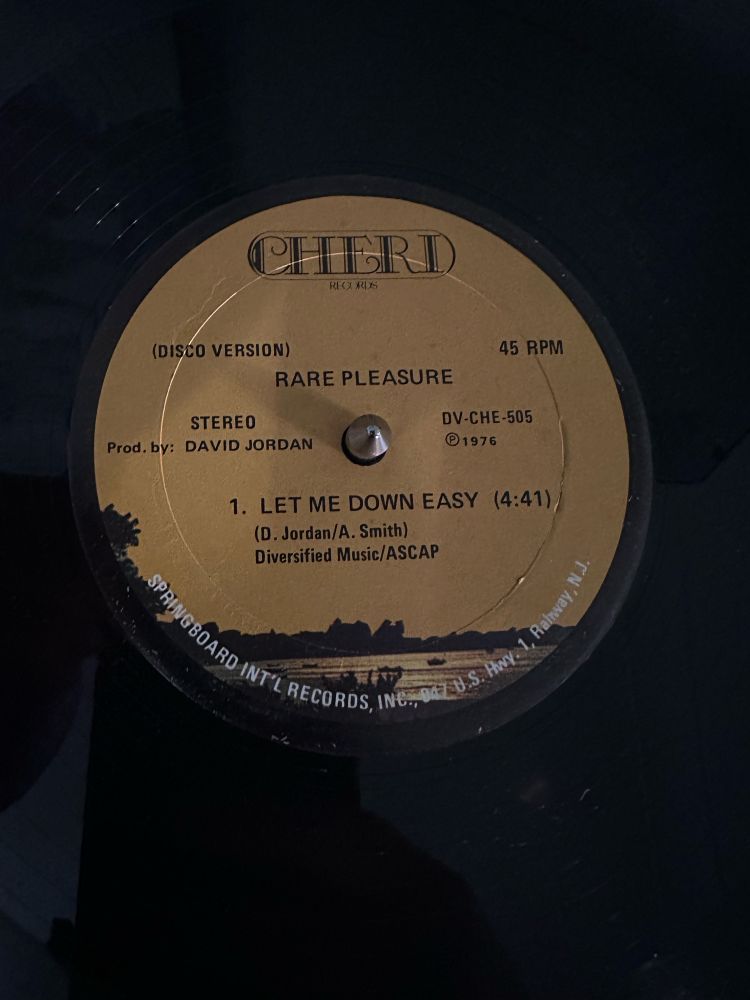 CHERI
RECORDS
(DISCO VERSION)
45 RPM
RARE PLEASURE
STEREO
DV-CHE-505
Prod. by: DAVID JORDAN
Ⓟ1976
1. LET ME DOWN EASY (4:41)
(D. Jordan/A. Smith)
Diversified Music/ASCAP
SPRINGBOARD INT'L RECORDS, INC., 947 U.S. Hwy. 1, Rahway, N.J.